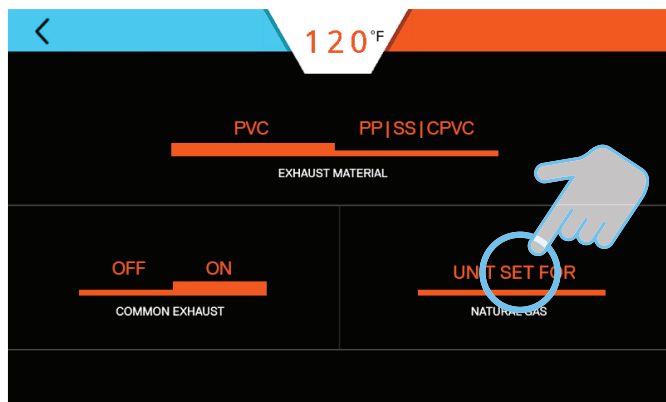 120°F
PVC PP|SS|CPVC
EXHAUST MATERIAL
OFF ON UNIT SET FOR
COMMON EXHAUST NATURAL GAS